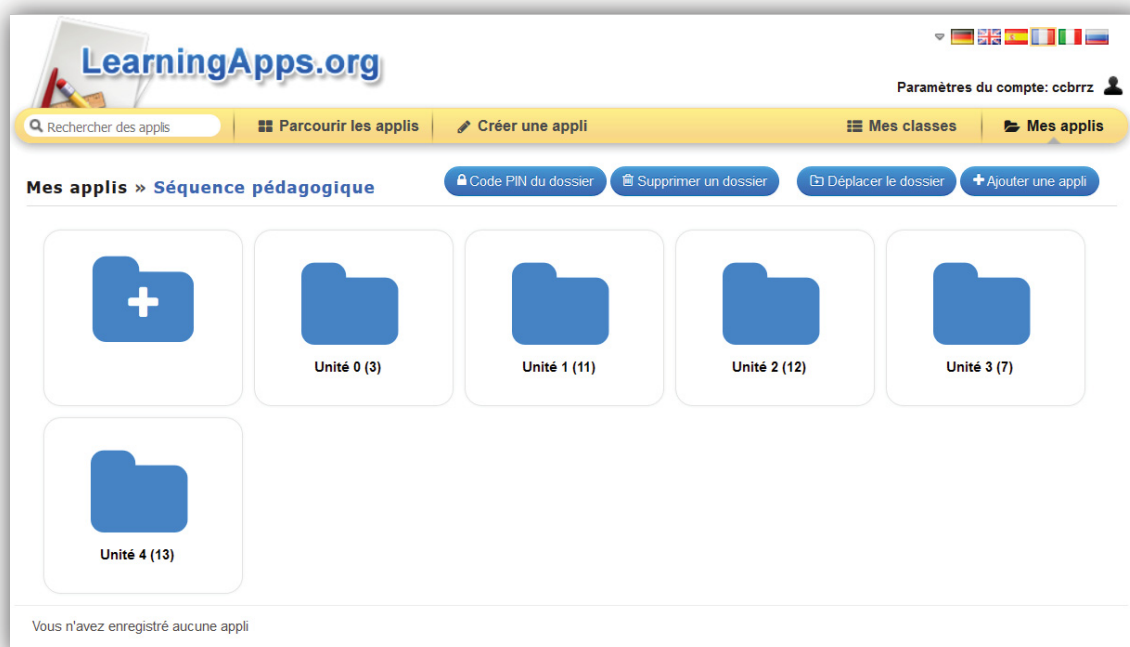 LearningApps.org
Paramètres du compte: ccbrrz
Rechercher des applis
Parcourir les applis
Créer une appli
Mes classes
Mes applis
Mes applis » Séquence pédagogique
Code PIN du dossier
Supprimer un dossier
Déplacer le dossier
Ajouter une appli
Unité 0 (3)
Unité 1 (11)
Unité 2 (12)
Unité 3 (7)
Unité 4 (13)
Vous n'avez enregistré aucune appli